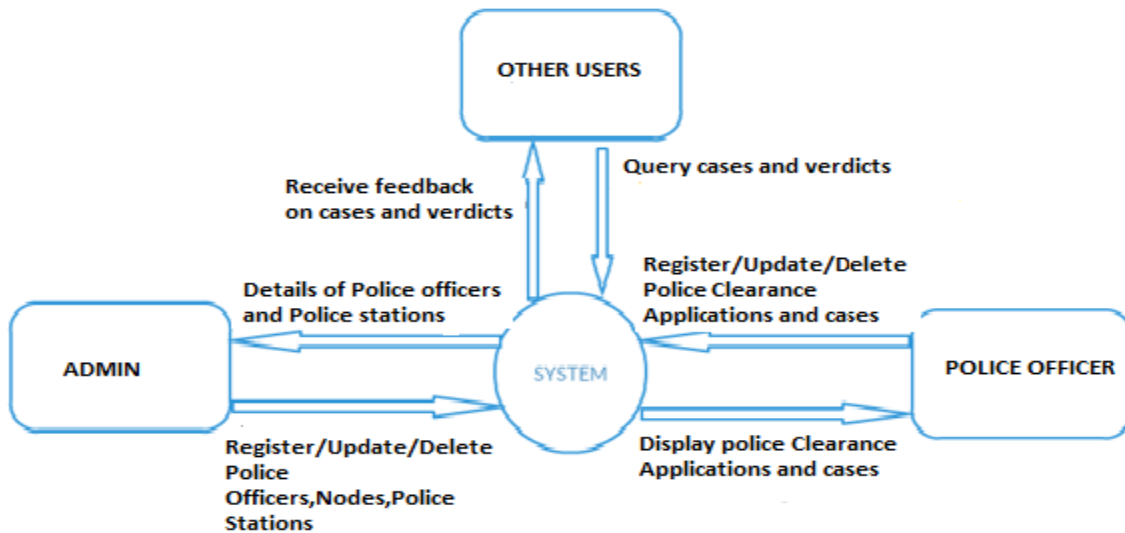 OTHER USERS
Query cases and verdicts
Receive feedback
on cases and verdicts
Register/Update/Delete
Police Clearance
Applications and cases
Details of Police officers
and Police stations
ADMIN
SYSTEM
POLICE OFFICER
Register/Update/Delete
Police
Officers,Nodes,Police
Stations
Display police Clearance
Applications and cases